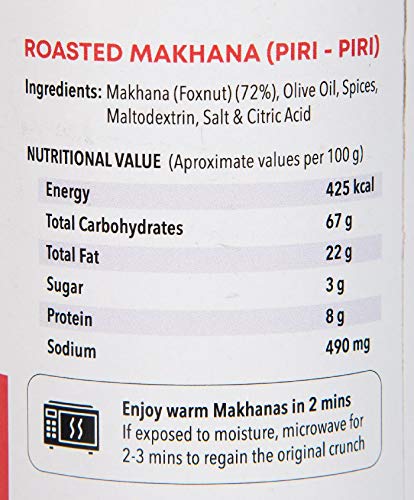 ROASTED MAKHANA (PIRI - PIRI)
Ingredients: Makhana (Foxnut) (72%), Olive Oil, Spices,
Maltodextrin, Salt & Citric Acid
NUTRITIONAL VALUE (Aproximate values per 100 g)
Energy 425 kcal
Total Carbohydrates 67 g
Total Fat 22 g
Sugar 3 g
Protein 8 g
Sodium 490 mg
Enjoy warm Makhanas in 2 mins
If exposed to moisture, microwave for
2-3 mins to regain the original crunch